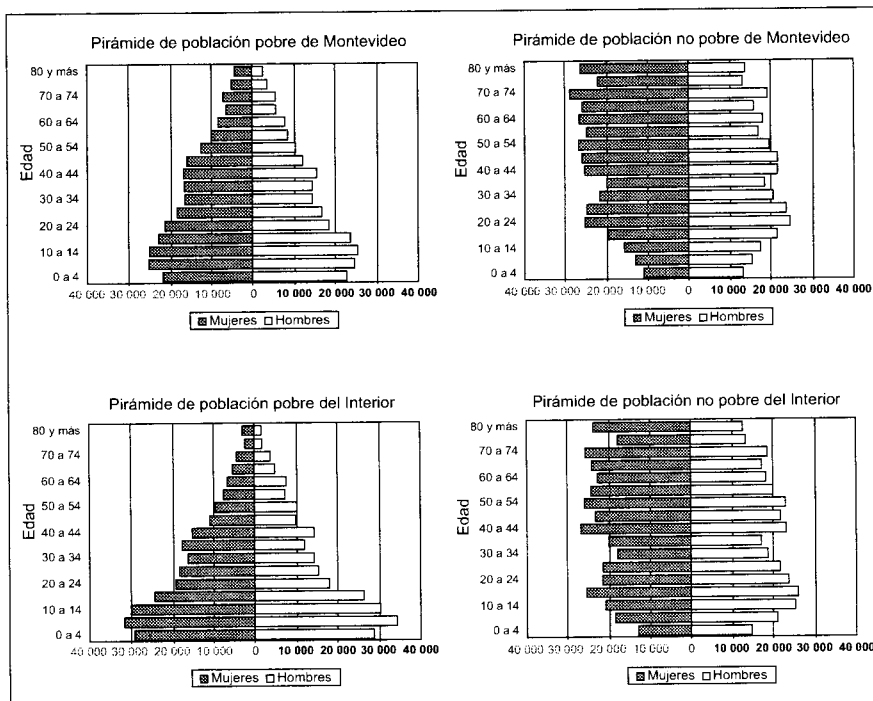 Pirámide de población pobre de Montevideo
Edad
80 y más
70 a 74
60 a 64
50 a 54
40 a 44
30 a 34
20 a 24
10 a 14
0 a 4
40 000 30 000 20 000 10 000 0 10 000 20 000 30 000 40 000
Mujeres Hombres
Pirámide de población no pobre de Montevideo
Edad
80 y más
70 a 74
60 a 64
50 a 54
40 a 44
30 a 34
20 a 24
10 a 14
0 a 4
40 000 30 000 20 000 10 000 0 10 000 20 000 30 000 40 000
Mujeres Hombres
Pirámide de población pobre del Interior
Edad
80 y más
70 a 74
60 a 64
50 a 54
40 a 44
30 a 34
20 a 24
10 a 14
0 a 4
40 000 30 000 20 000 10 000 0 10 000 20 000 30 000 40 000
Mujeres Hombres
Pirámide de población no pobre del Interior
Edad
80 y más
70 a 74
60 a 64
50 a 54
40 a 44
30 a 34
20 a 24
10 a 14
0 a 4
40 000 30 000 20 000 10 000 0 10 000 20 000 30 000 40 000
Mujeres Hombres